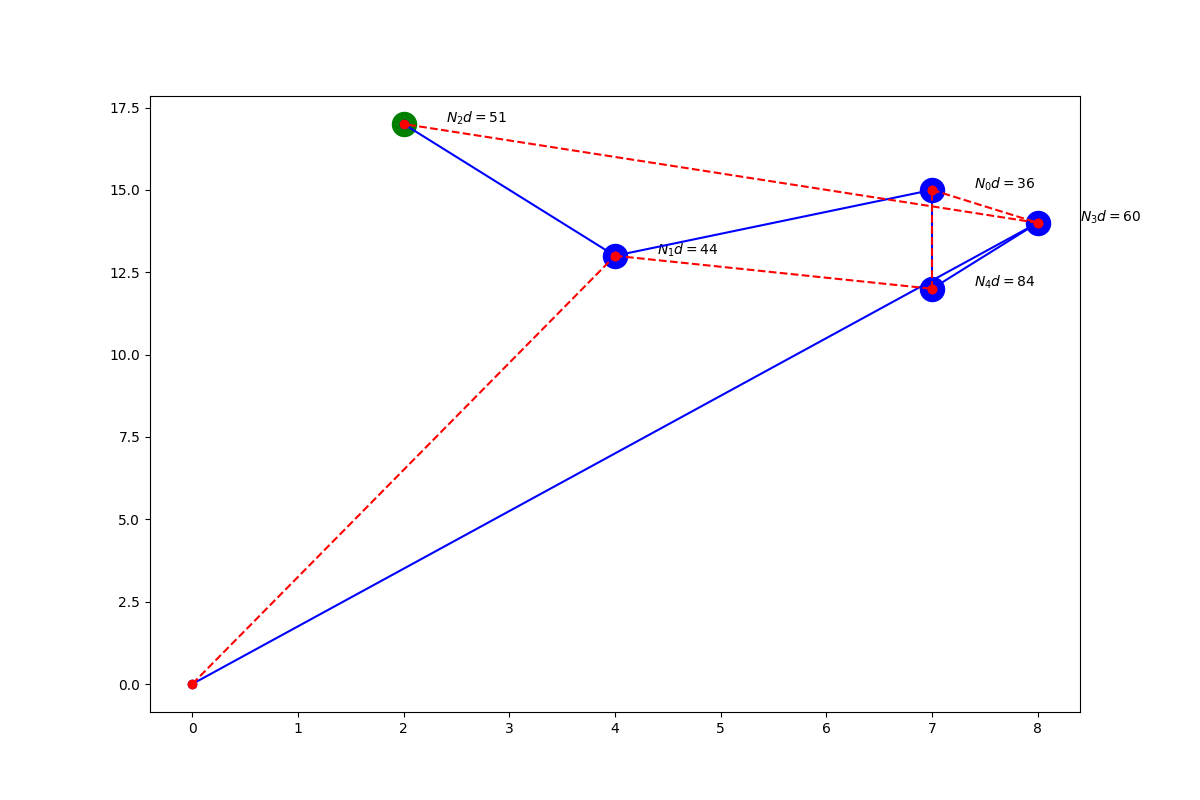 17.5
15.0
12.5
10.0
7.5
5.0
2.5
0.0
0 1 2 3 4 5 6 7 8
N₂d = 51
N₀d = 36
N₃d = 60
N₁d = 44
N₄d = 84